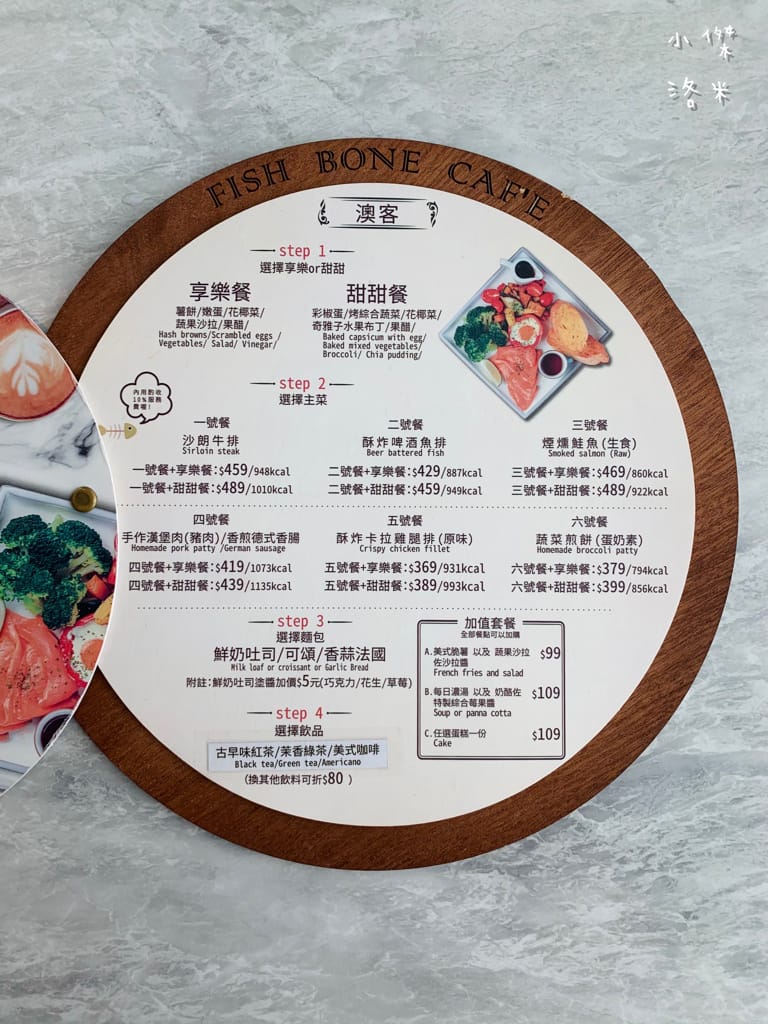 小傑
洛米
FISH BONE CAFE
澳客
step 1
選擇享樂or甜甜
享樂餐
薯餅/嫩蛋/花椰菜/
蔬果沙拉/果醋/
Hash browns/Scrambled eggs /
Vegetables/ Salad/ Vinegar/
甜甜餐
彩椒蛋/烤綜合蔬菜/花椰菜/
奇雅子水果布丁/果醋/
Baked capsicum with egg/
Baked mixed vegetables/
Broccoli/ Chia pudding/
step 2
選擇主菜
內用酌收
10%服務
費喔!
一號餐
沙朗牛排
Sirloin steak
一號餐+享樂餐:$459/948kcal
一號餐+甜甜餐:$489/1010kcal
二號餐
酥炸啤酒魚排
Beer battered fish
二號餐+享樂餐:$429/887kcal
二號餐+甜甜餐:$459/949kcal
三號餐
煙燻鮭魚(生食)
Smoked salmon (Raw)
三號餐+享樂餐:$469/860kcal
三號餐+甜甜餐:$489/922kcal
四號餐
手作漢堡肉(豬肉)/香煎德式香腸
Homemade pork patty /German sausage
四號餐+享樂餐:$419/1073kcal
四號餐+甜甜餐:$439/1135kcal
五號餐
酥炸卡拉雞腿排(原味)
Crispy chicken fillet
五號餐+享樂餐:$369/931kcal
五號餐+甜甜餐:$389/993kcal
六號餐
蔬菜煎餅(蛋奶素)
Homemade broccoli patty
六號餐+享樂餐:$379/794kcal
六號餐+甜甜餐:$399/856kcal
step 3
選擇麵包
鮮奶吐司/可頌/香蒜法國
Milk loaf or croissant or Garlic Bread
附註:鮮奶吐司塗醬加價$5元(巧克力/花生/草莓)
step 4
選擇飲品
古早味紅茶/茉香綠茶/美式咖啡
Black tea/Green tea/Americano
(換其他飲料可折$80 )
加值套餐
全部餐點可以加購
A.美式脆薯 以及 蔬果沙拉 $99
佐沙拉醬
French fries and salad
B.每日濃湯 以及 奶酪佐 $109
特製綜合莓果醬
Soup or panna cotta
C.任選蛋糕一份 $109
Cake